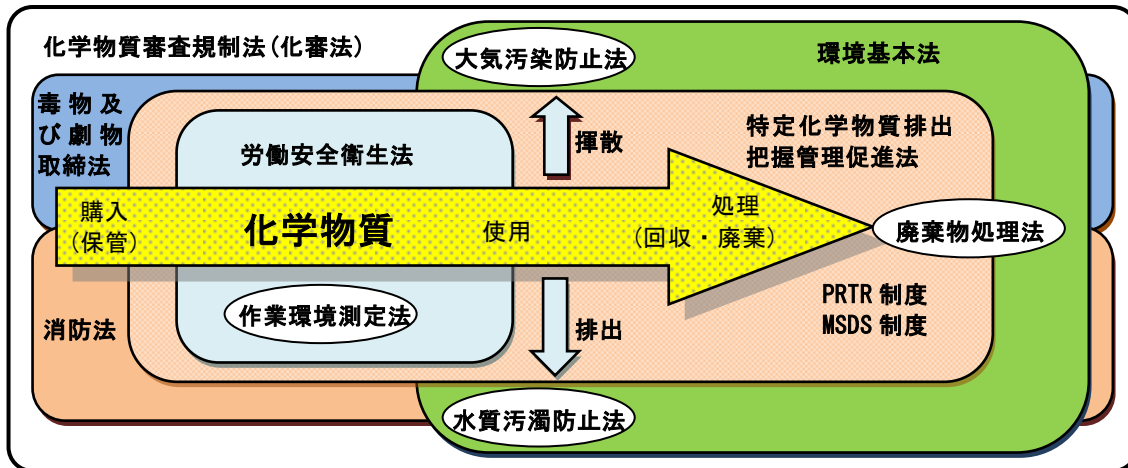 化学物質審査規制法(化審法)
大気汚染防止法
環境基本法
毒物及
び劇物
取締法
労働安全衛生法
揮散
特定化学物質排出
把握管理促進法
購入
(保管)
化学物質
使用
処理
(回収・廃棄)
廃棄物処理法
消防法
作業環境測定法
排出
PRTR 制度
MSDS 制度
水質汚濁防止法